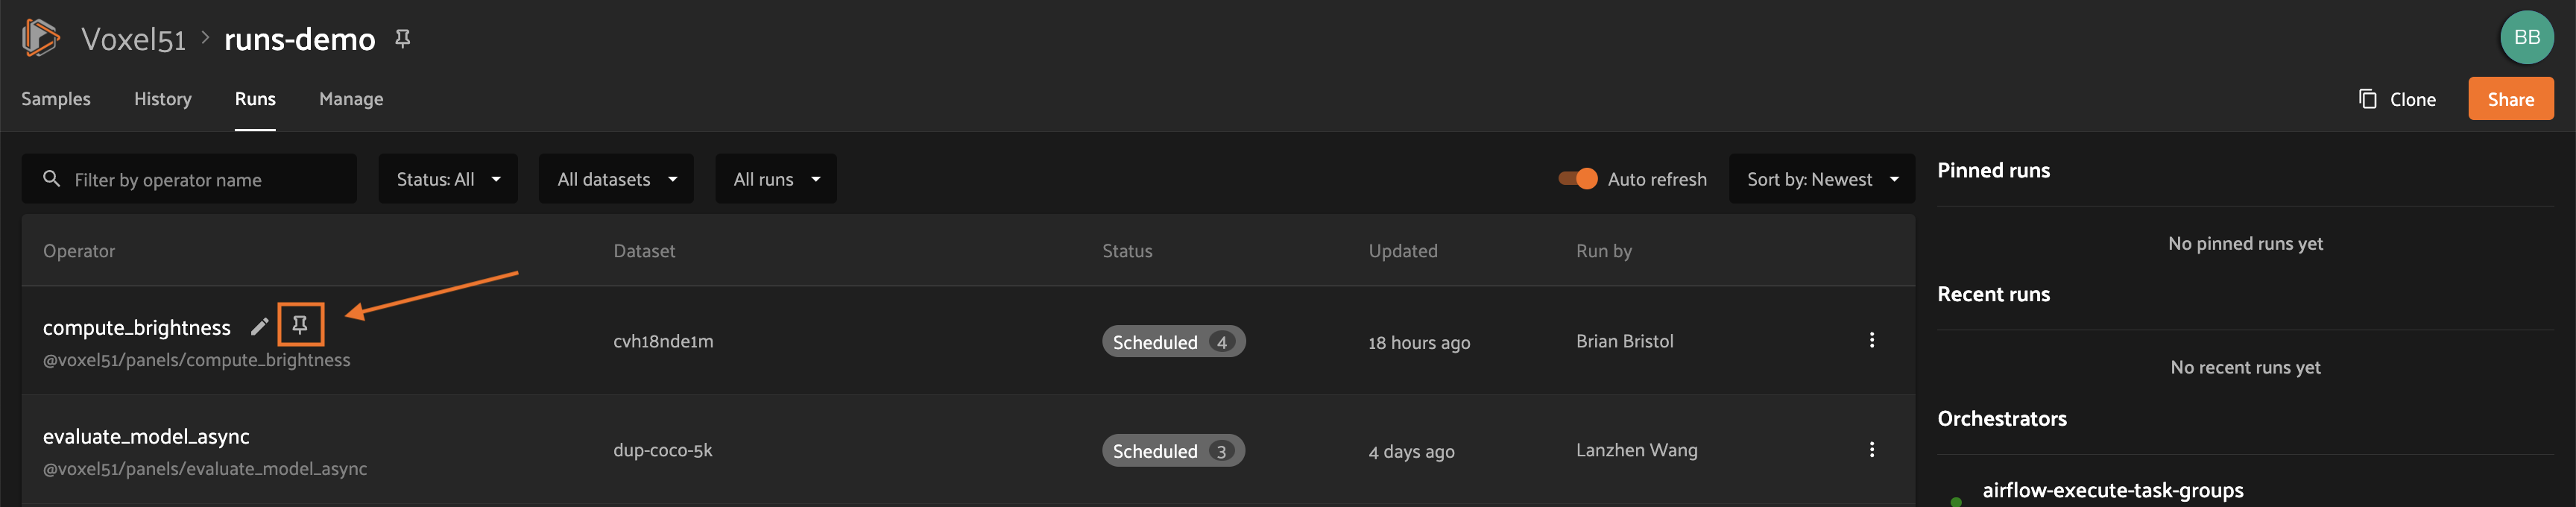 Voxel51 > runs-demo
BB
Samples History Runs Manage
Clone Share
Filter by operator name Status: All All datasets All runs Auto refresh Sort by: Newest
Operator Dataset Status Updated Run by
compute_brightness
@voxel51/panels/compute_brightness
cvh18nde1m Scheduled 4 18 hours ago Brian Bristol
evaluate_model_async
@voxel51/panels/evaluate_model_async
dup-coco-5k Scheduled 3 4 days ago Lanzhen Wang
Pinned runs
No pinned runs yet
Recent runs
No recent runs yet
Orchestrators
airflow-execute-task-groups